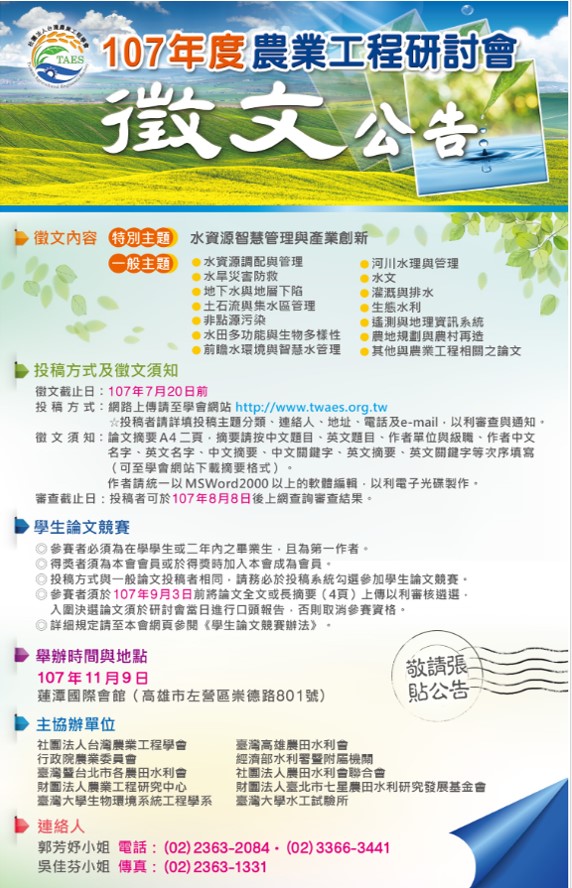 TAES
107年度農業工程研討會
徵文公告
徵文內容 特別主題 水資源智慧管理與產業創新
一般主題
水資源調配與管理
水旱災害防救
地下水與地層下陷
土石流與集水區管理
非點源污染
水田多功能與生物多樣性
前瞻水環境與智慧水管理
河川水理與管理
水文
灌溉與排水
生態水利
遙測與地理資訊系統
農地規劃與農村再造
其他與農業工程相關之論文
投稿方式及徵文須知
徵文截止日：107年7月20日前
投稿方式：網路上傳請至學會網站 http://www.twaes.org.tw
☆投稿者請詳填投稿主題分類、連絡人、地址、電話及e-mail，以利審查與通知。
徵文須知：論文摘要A4二頁，摘要請按中文題目、英文題目、作者單位與級職、作者中文
名字、英文名字、中文摘要、中文關鍵字、英文摘要、英文關鍵字等次序填寫
（可至學會網站下載摘要格式）。
作者請統一以MSWord2000以上的軟體編輯，以利電子光碟製作。
審查截止日：投稿者可於107年8月8日後上網查詢審查結果。
學生論文競賽
◎參賽者必須為在學學生或二年內之畢業生，且為第一作者。
◎得獎者須為本會會員或於得獎時加入本會成為會員。
◎投稿方式與一般論文投稿者相同，請務必於投稿系統勾選參加學生論文競賽。
◎參賽者須於107年9月3日前將論文全文或長摘要（4頁）上傳以利審核遴選，
入圍決選論文須於研討會當日進行口頭報告，否則取消參賽資格。
◎詳細規定請至本會網頁參閱《學生論文競賽辦法》。
舉辦時間與地點
107年11月9日
蓮潭國際會館（高雄市左營區崇德路801號）
敬請張
貼公告
主協辦單位
社團法人台灣農業工程學會
行政院農業委員會
臺灣暨台北市各農田水利會
財團法人農業工程研究中心
臺灣大學生物環境系統工程學系
臺灣高雄農田水利會
經濟部水利署暨附屬機關
社團法人農田水利會聯合會
財團法人臺北市七星農田水利研究發展基金會
臺灣大學水工試驗所
連絡人
郭芳妤小姐 電話：(02)2363-2084・(02)3366-3441
吳佳芬小姐 傳真：(02)2363-1331